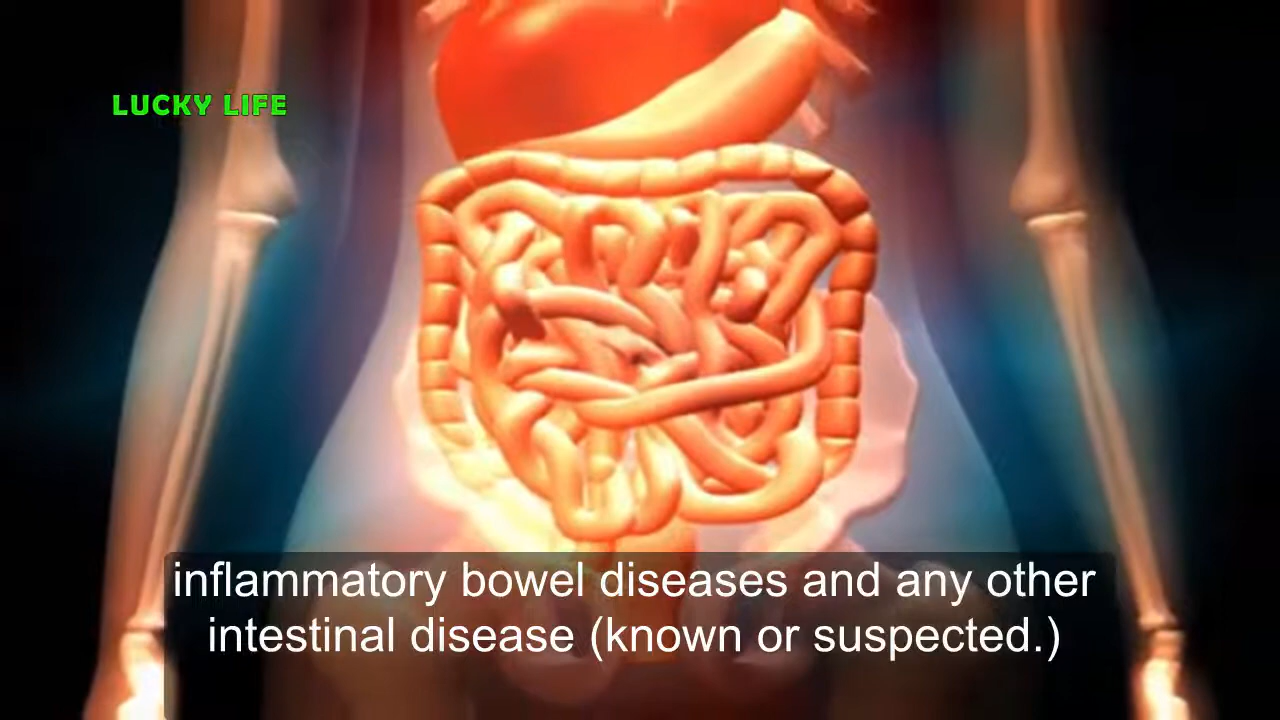 LUCKY LIFE
inflammatory bowel diseases and any other
intestinal disease (known or suspected.)